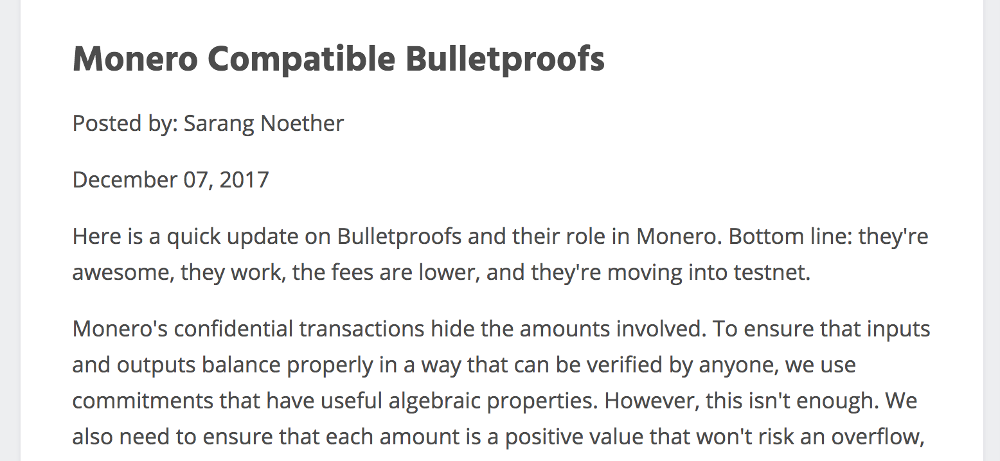 Monero Compatible Bulletproofs
Posted by: Sarang Noether
December 07, 2017
Here is a quick update on Bulletproofs and their role in Monero. Bottom line: they're
awesome, they work, the fees are lower, and they're moving into testnet.
Monero's confidential transactions hide the amounts involved. To ensure that inputs
and outputs balance properly in a way that can be verified by anyone, we use
commitments that have useful algebraic properties. However, this isn't enough. We
also need to ensure that each amount is a positive value that won't risk an overflow,